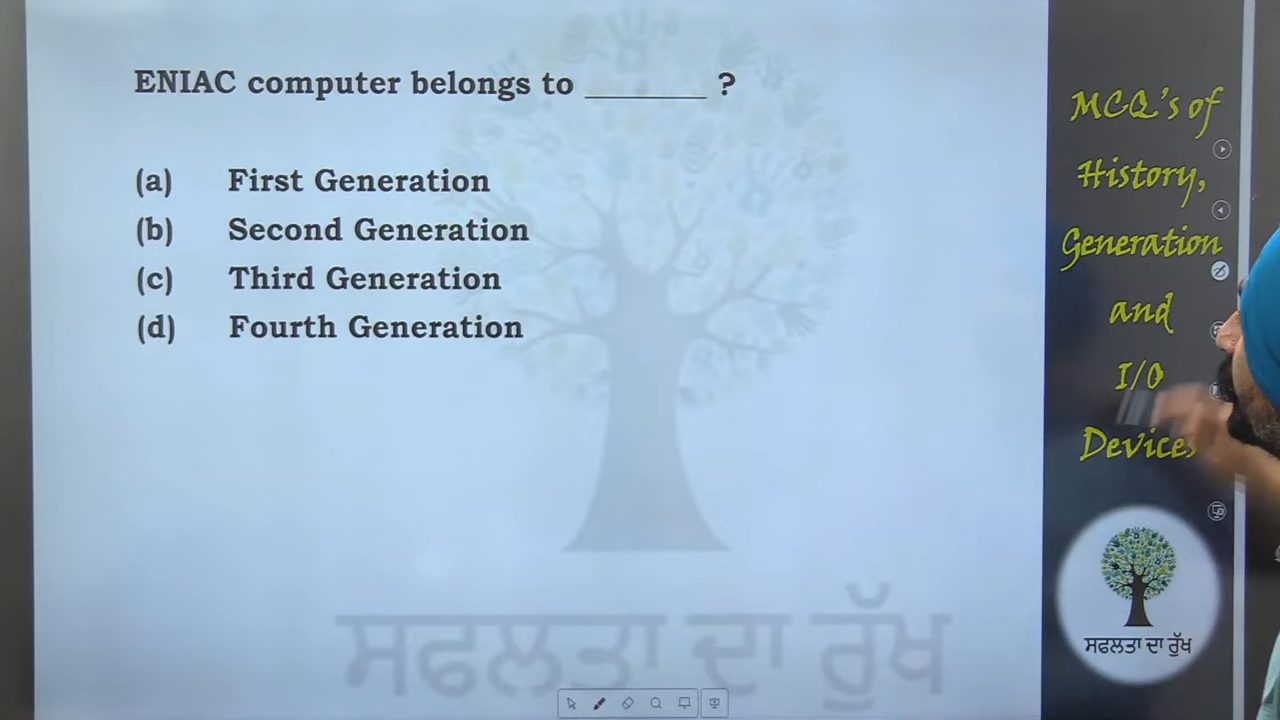 ENIAC computer belongs to ________ ?
(a) First Generation
(b) Second Generation
(c) Third Generation
(d) Fourth Generation
ਸਫਲਤਾ ਦਾ ਰੁੱਖ
MCQ's of
History,
Generation
and
I/O
Devices
ਸਫਲਤਾ ਦਾ ਰੁੱਖ